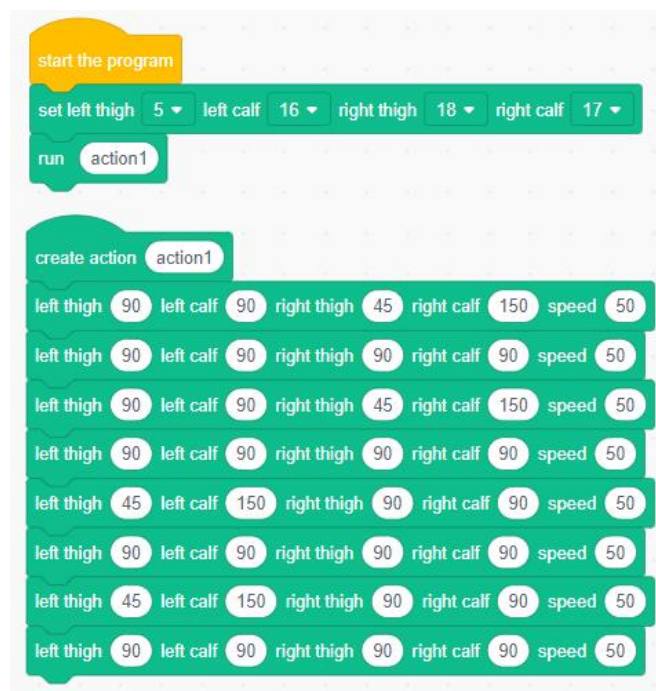 start the program
set left thigh 5 left calf 16 right thigh 18 right calf 17
run action1
create action action1
left thigh 90 left calf 90 right thigh 45 right calf 150 speed 50
left thigh 90 left calf 90 right thigh 90 right calf 90 speed 50
left thigh 90 left calf 90 right thigh 45 right calf 150 speed 50
left thigh 90 left calf 90 right thigh 90 right calf 90 speed 50
left thigh 45 left calf 150 right thigh 90 right calf 90 speed 50
left thigh 90 left calf 90 right thigh 90 right calf 90 speed 50
left thigh 45 left calf 150 right thigh 90 right calf 90 speed 50
left thigh 90 left calf 90 right thigh 90 right calf 90 speed 50